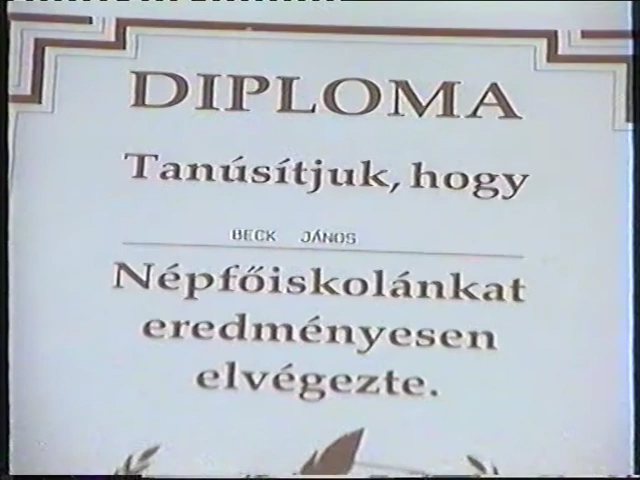 DIPLOMA
Tanúsítjuk, hogy
BECK JÁNOS
Népfőiskolánkat
eredményesen
elvégezte.